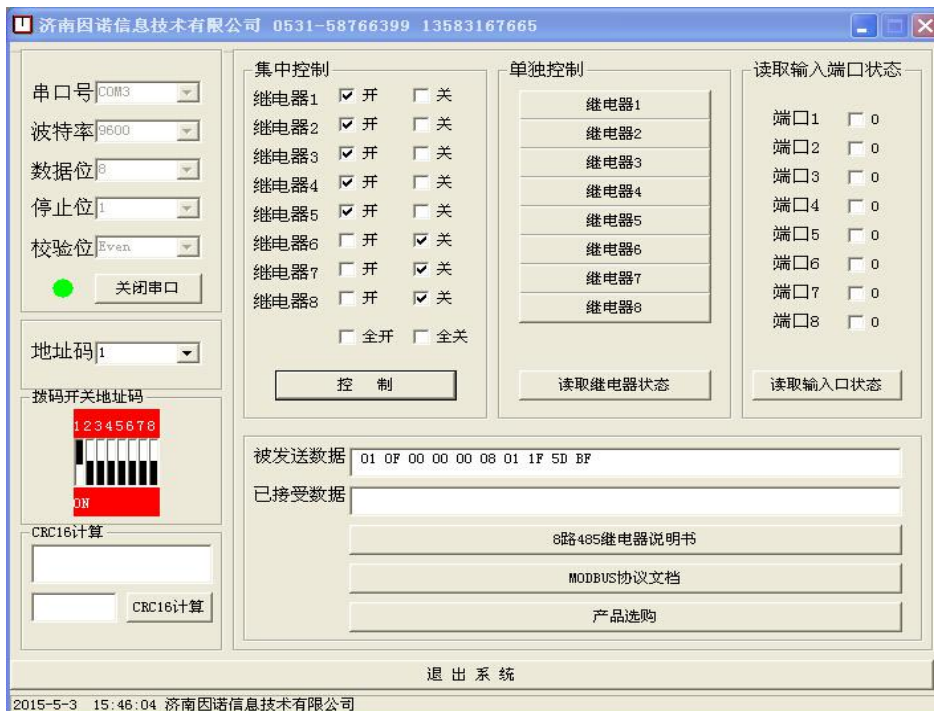 济南因诺信息技术有限公司 0531-58766399 13583167665
串口号 COM3
波特率 9600
数据位 8
停止位 1
校验位 Even
关闭串口
地址码 1
拨码开关地址码
12345678
ON
CRC16计算
CRC16计算
集中控制
继电器1 开 关
继电器2 开 关
继电器3 开 关
继电器4 开 关
继电器5 开 关
继电器6 开 关
继电器7 开 关
继电器8 开 关
全开 全关
控 制
单独控制
继电器1
继电器2
继电器3
继电器4
继电器5
继电器6
继电器7
继电器8
读取继电器状态
读取输入端口状态
端口1 0
端口2 0
端口3 0
端口4 0
端口5 0
端口6 0
端口7 0
端口8 0
读取输入口状态
被发送数据 01 0F 00 00 00 08 01 1F 5D BF
已接受数据
8路485继电器说明书
MODBUS协议文档
产品选购
退 出 系 统
2015-5-3 15:46:04 济南因诺信息技术有限公司